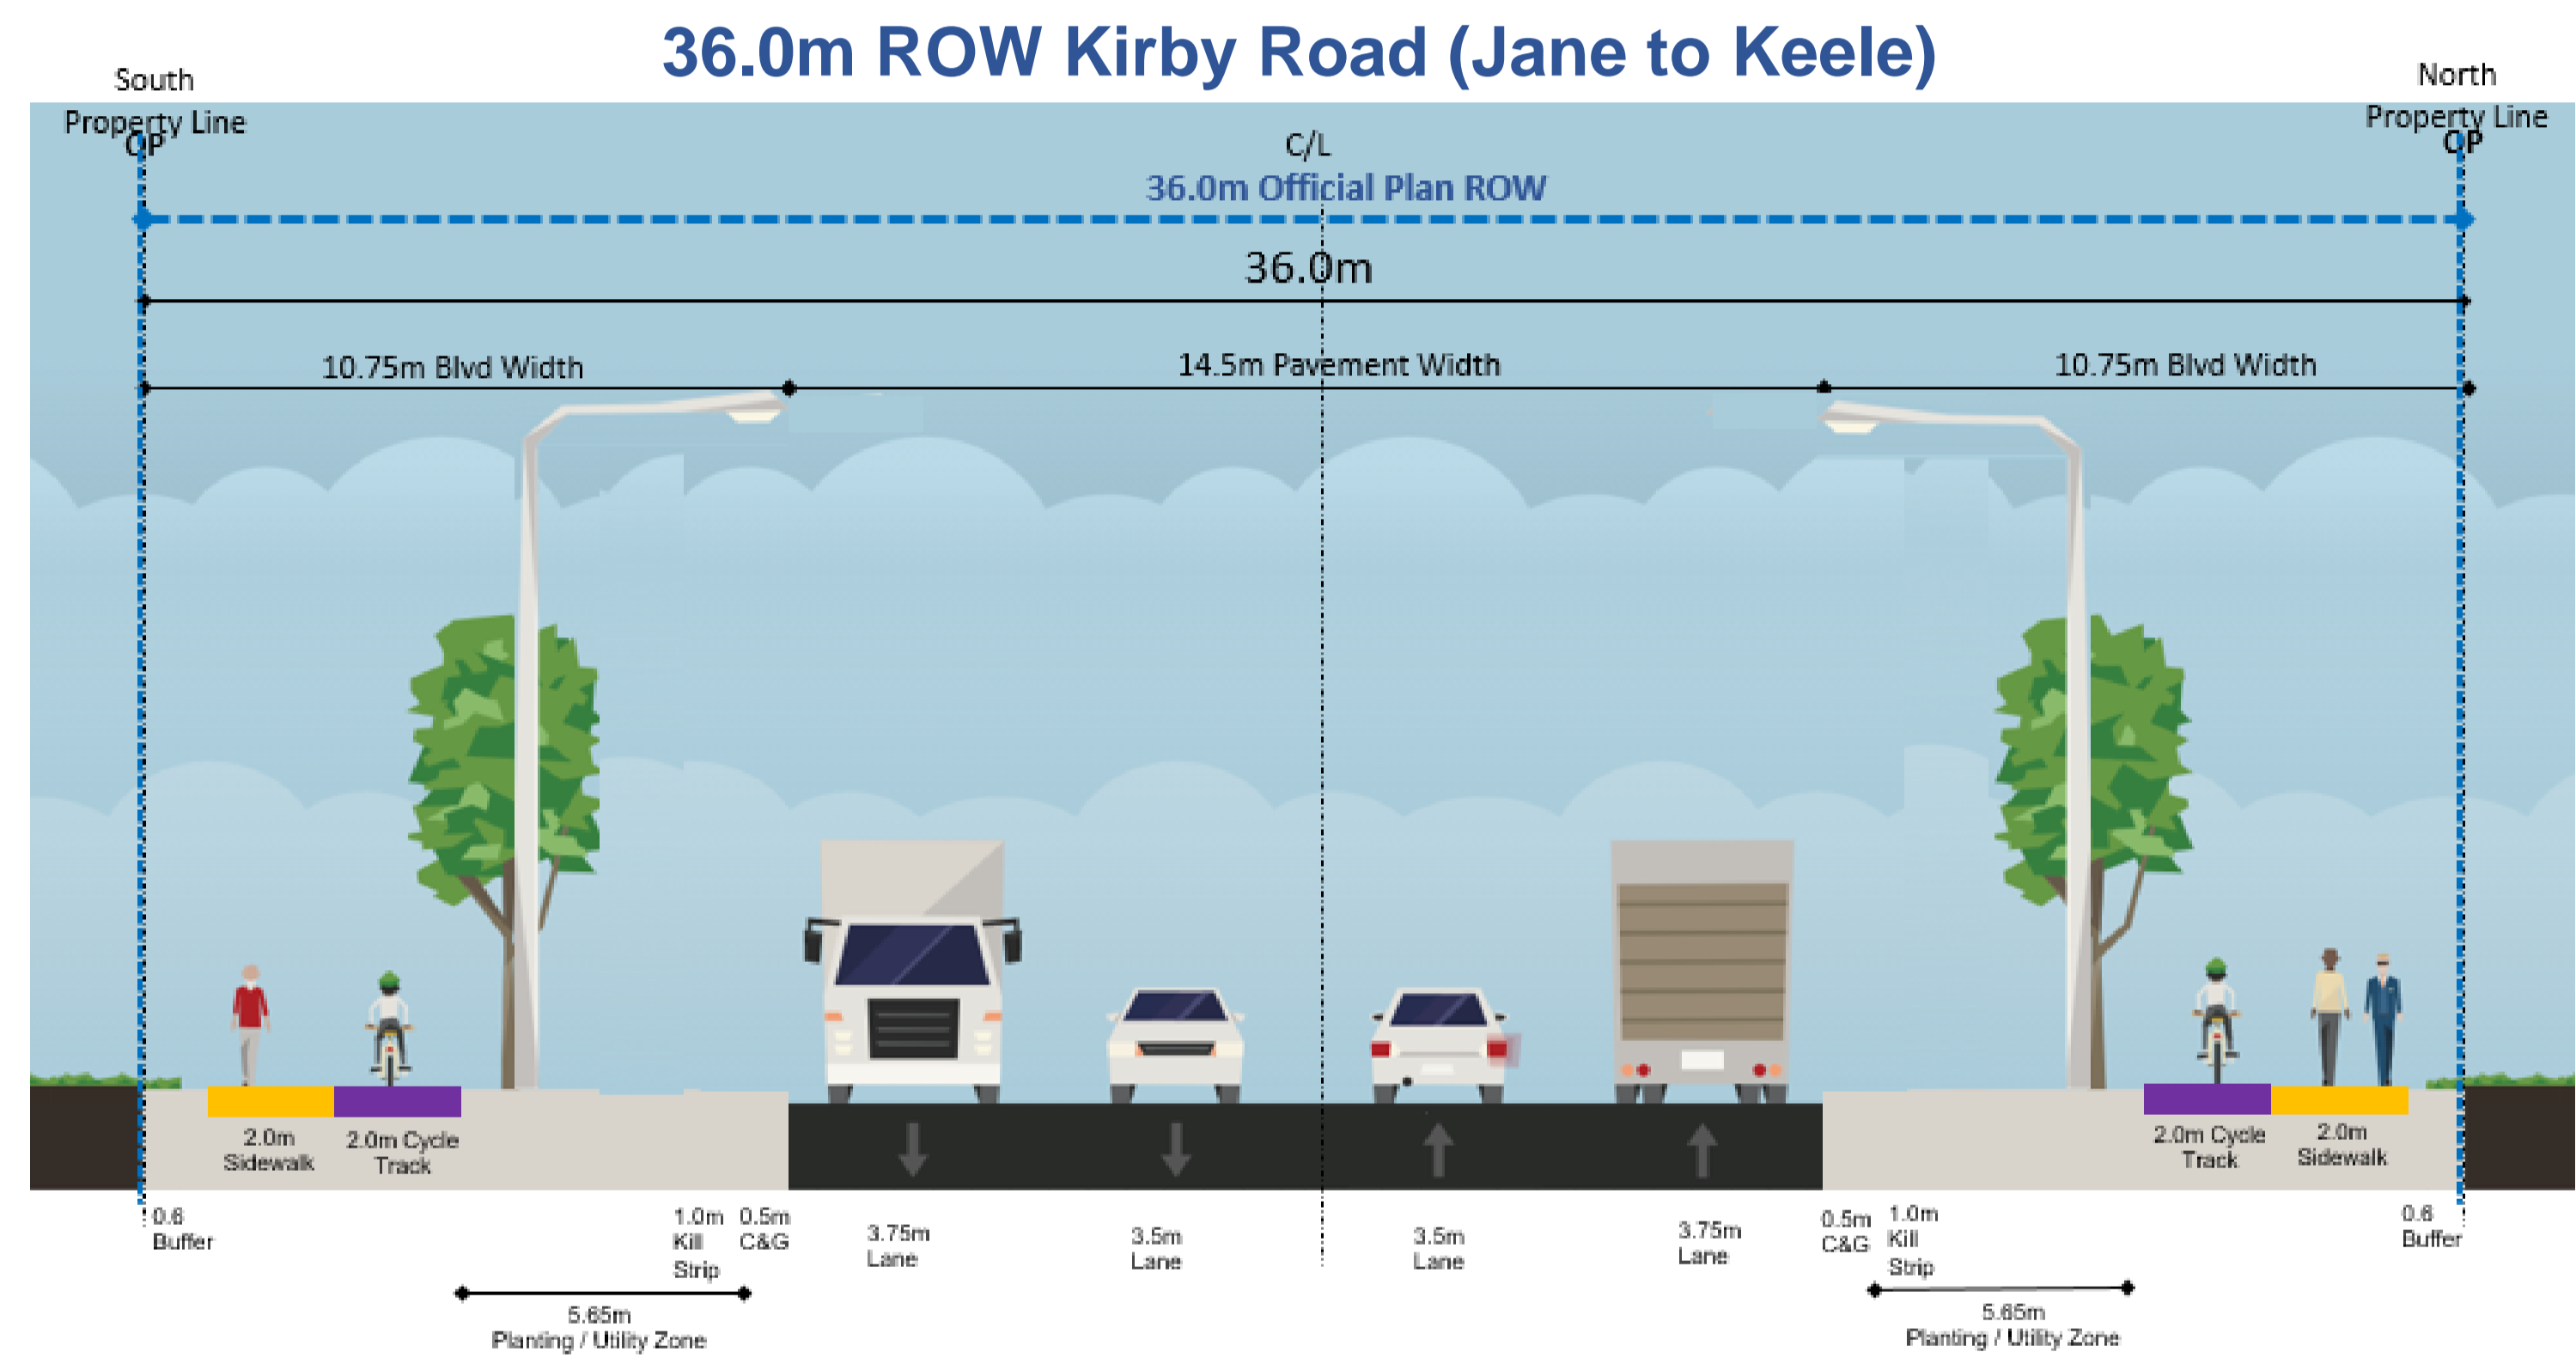 36.0m ROW Kirby Road (Jane to Keele)
South
Property Line
OP
North
Property Line
OP
C/L
36.0m Official Plan ROW
36.0m
10.75m Blvd Width
14.5m Pavement Width
10.75m Blvd Width
2.0m
Sidewalk
2.0m Cycle
Track
2.0m Cycle
Track
2.0m
Sidewalk
0.6
Buffer
1.0m
Kill
Strip
0.5m
C&G
3.75m
Lane
3.5m
Lane
3.5m
Lane
3.75m
Lane
0.5m
C&G
1.0m
Kill
Strip
0.6
Buffer
5.65m
Planting / Utility Zone
5.65m
Planting / Utility Zone